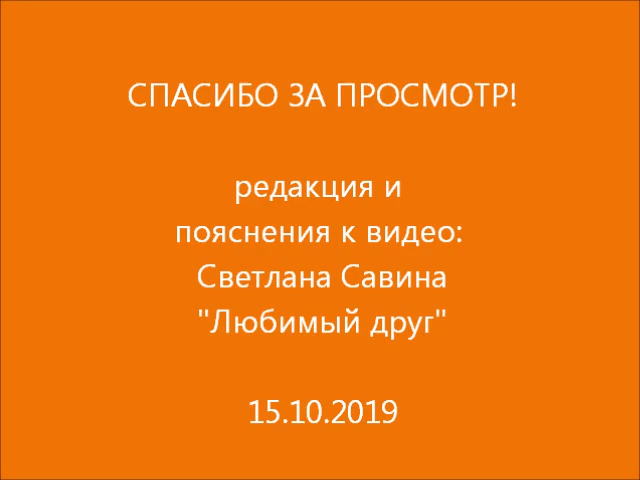 СПАСИБО ЗА ПРОСМОТР!
редакция и
пояснения к видео:
Светлана Савина
"Любимый друг"
15.10.2019